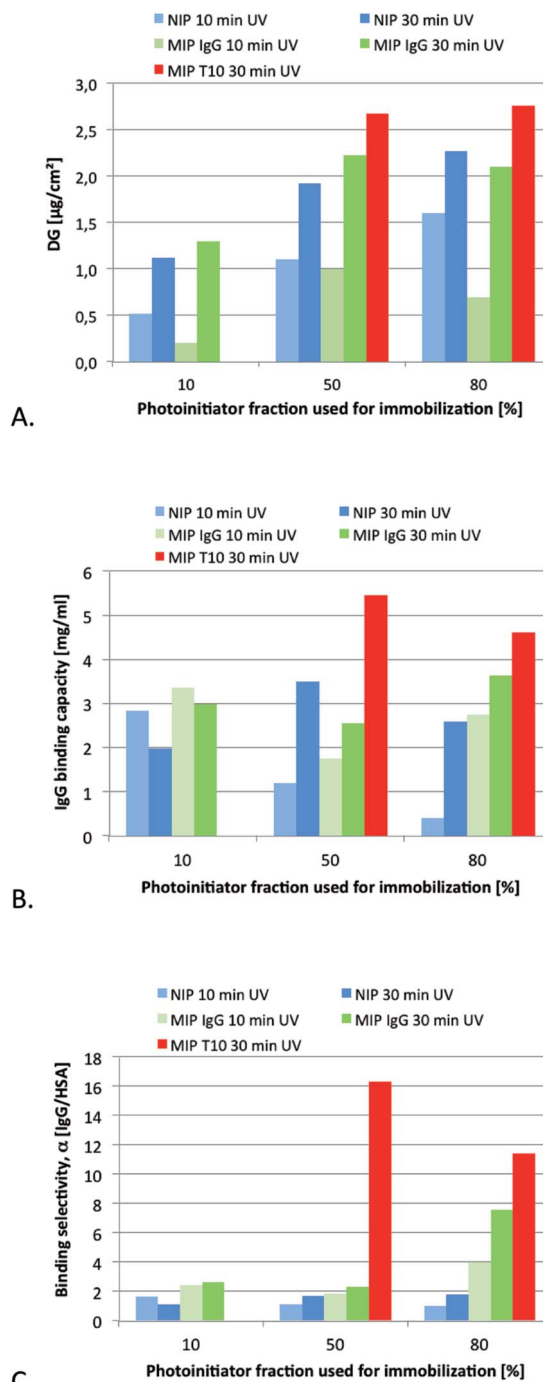 NIP 10 min UV NIP 30 min UV
MIP IgG 10 min UV MIP IgG 30 min UV
MIP T10 30 min UV
3,0
2,5
2,0
1,5
1,0
0,5
0,0
DG [µg/cm²]
10 50 80
Photoinitiator fraction used for immobilization [%]
A.
NIP 10 min UV NIP 30 min UV
MIP IgG 10 min UV MIP IgG 30 min UV
MIP T10 30 min UV
6
5
4
3
2
1
0
IgG binding capacity [mg/ml]
10 50 80
Photoinitiator fraction used for immobilization [%]
B.
NIP 10 min UV NIP 30 min UV
MIP IgG 10 min UV MIP IgG 30 min UV
MIP T10 30 min UV
18
16
14
12
10
8
6
4
2
0
Binding selectivity, α [IgG/HSA]
10 50 80
Photoinitiator fraction used for immobilization [%]
C.